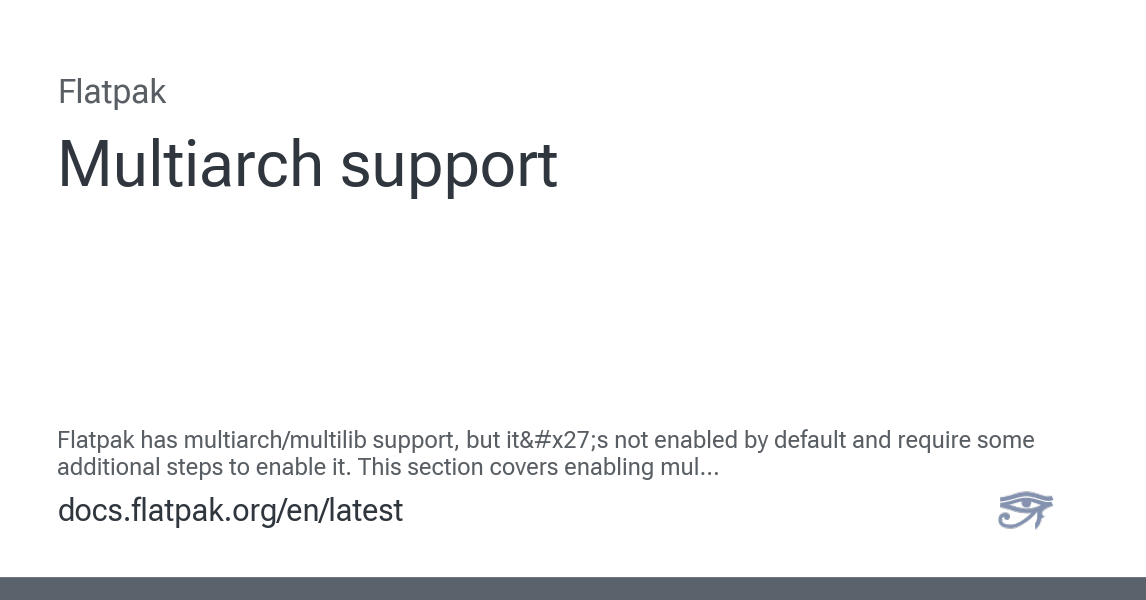 Flatpak
Multiarch support
Flatpak has multiarch/multilib support, but it&#x27;s not enabled by default and require some
additional steps to enable it. This section covers enabling mul...
docs.flatpak.org/en/latest